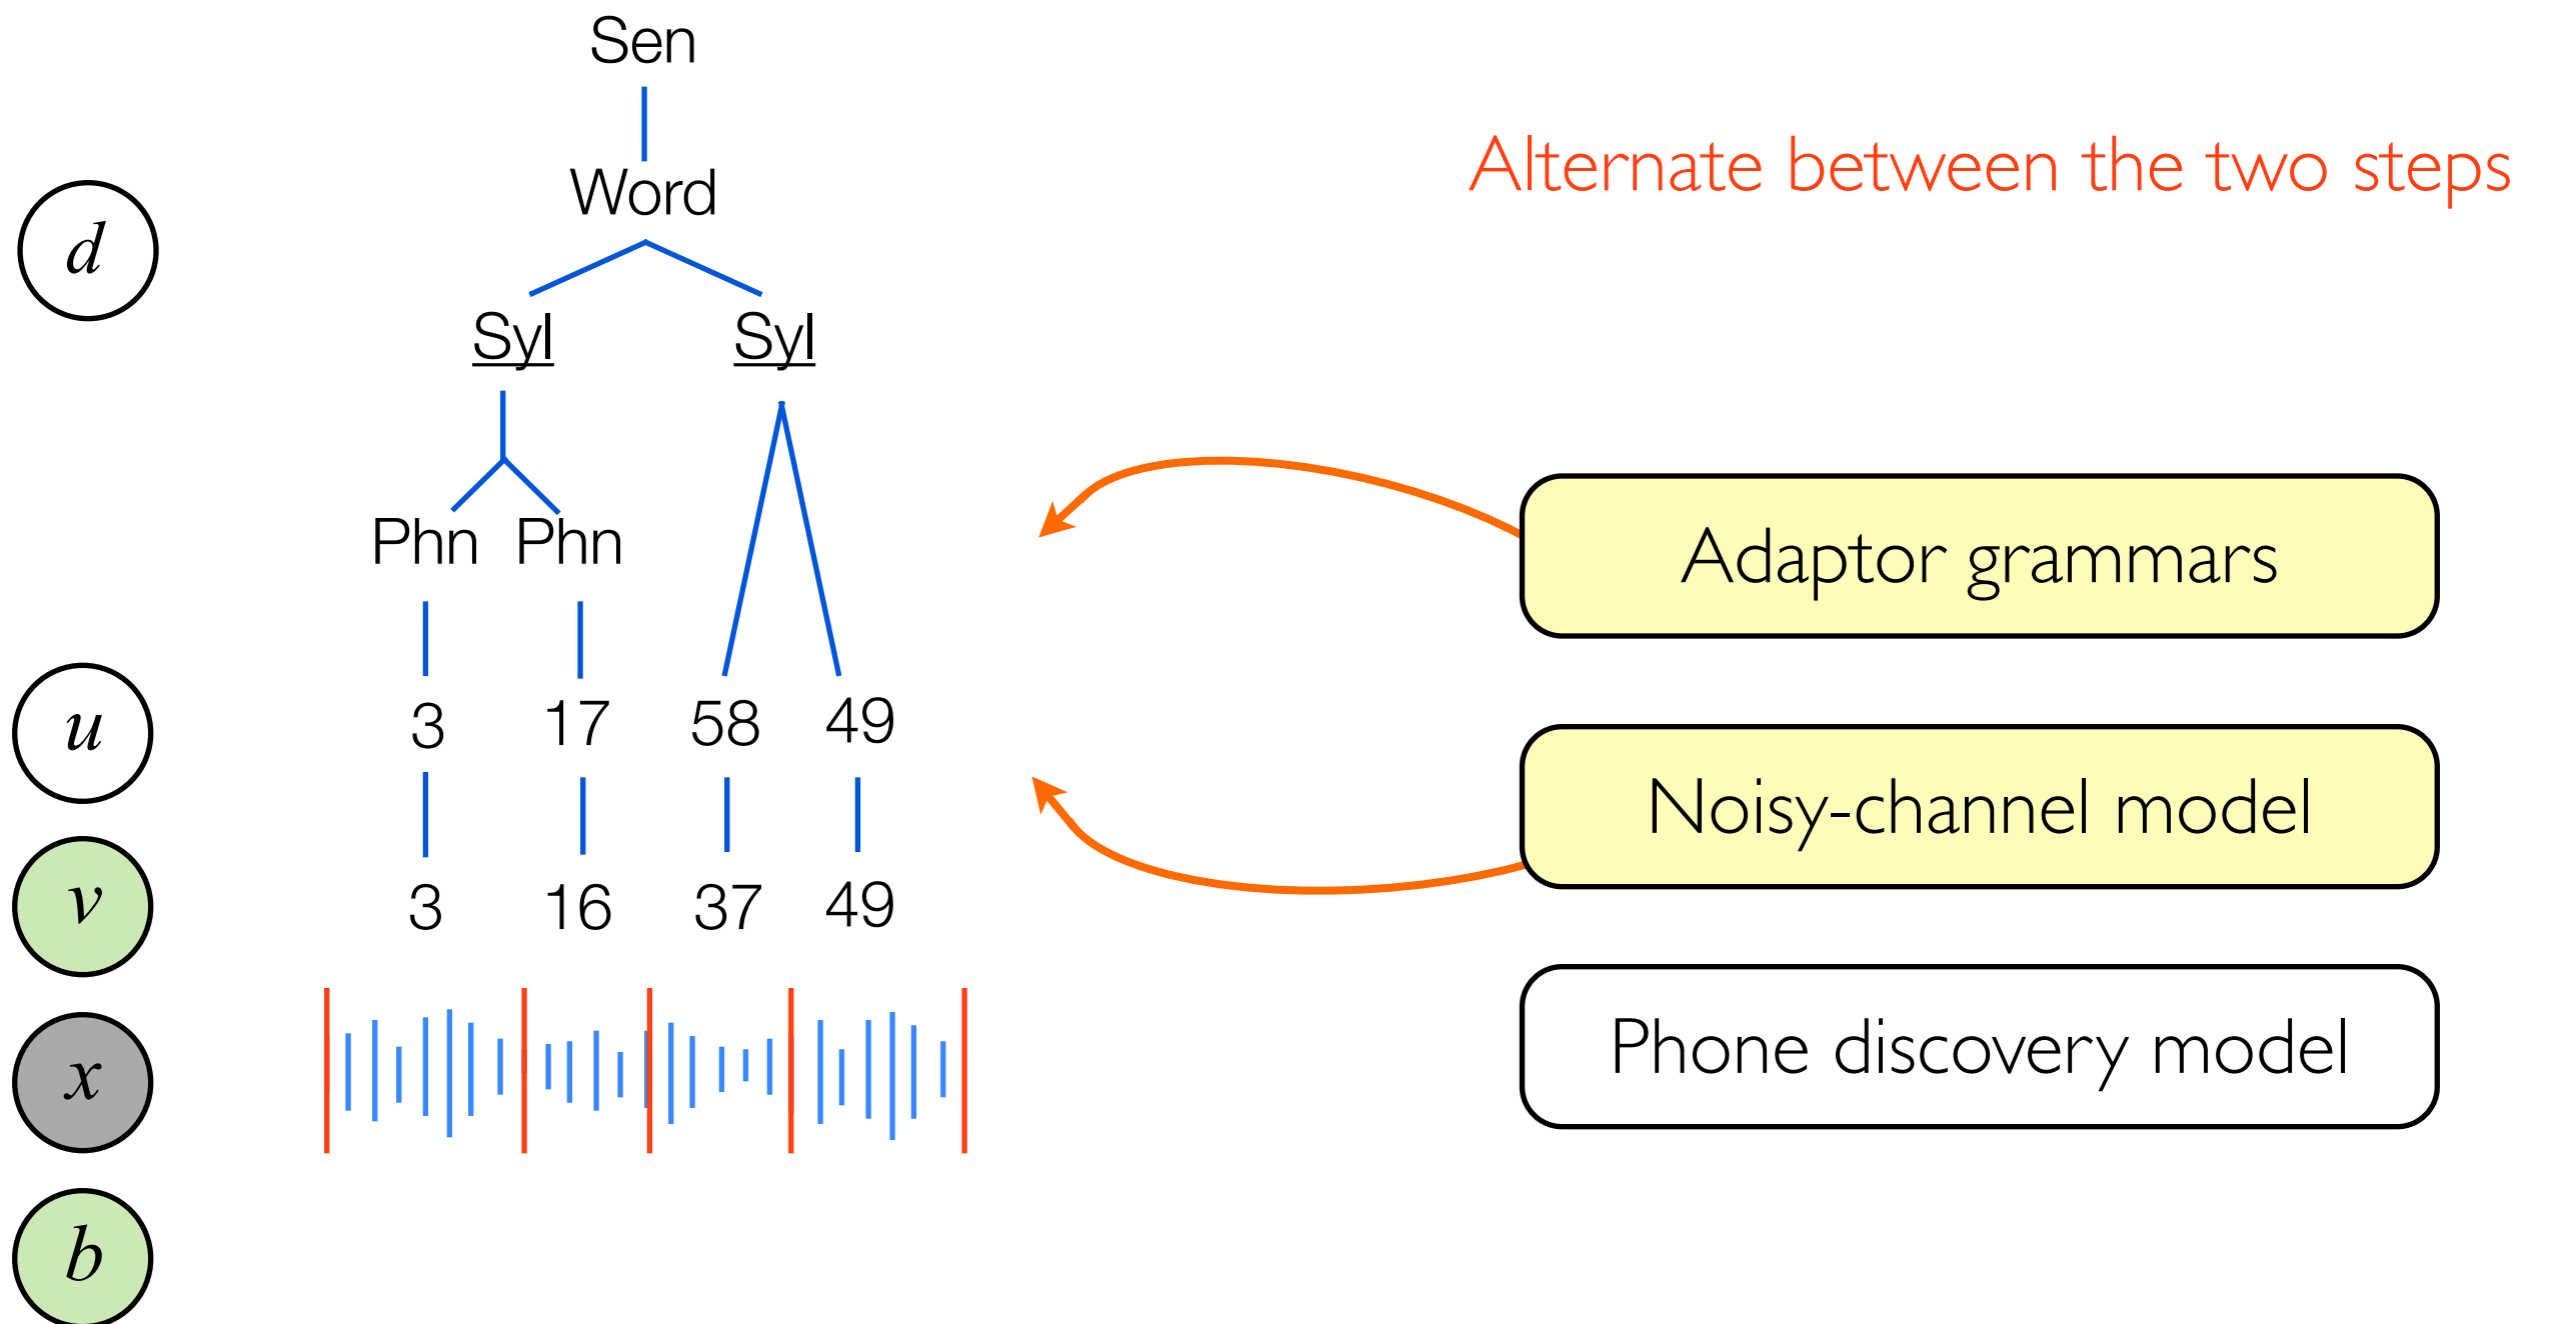 Sen
Alternate between the two steps
Word
d
Syl Syl
Phn Phn
Adaptor grammars
u
3 17 58 49
Noisy-channel model
v
3 16 37 49
x
Phone discovery model
b